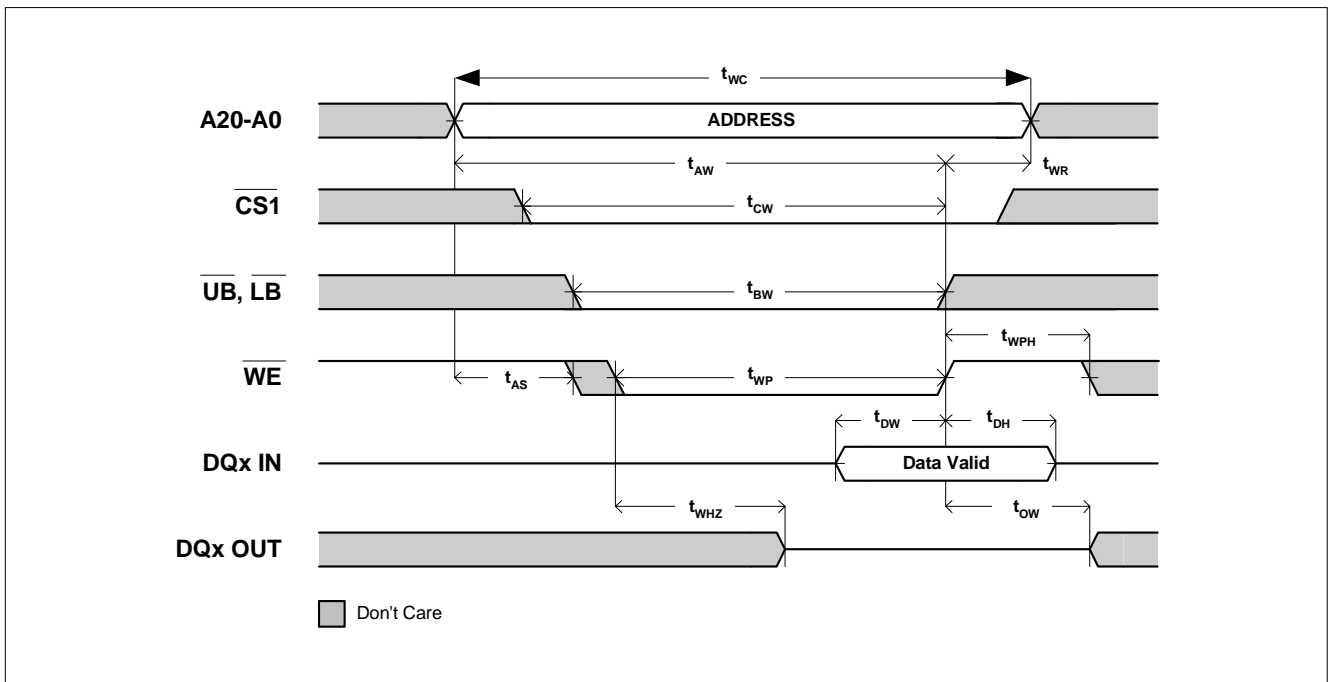 tWC
A20-A0
ADDRESS
tAW
tWR
CS1
tCW
UB, LB
tBW
tWPH
WE
tAS
tWP
tDW
tDH
DQx IN
Data Valid
tWHZ
tOW
DQx OUT
Don't Care